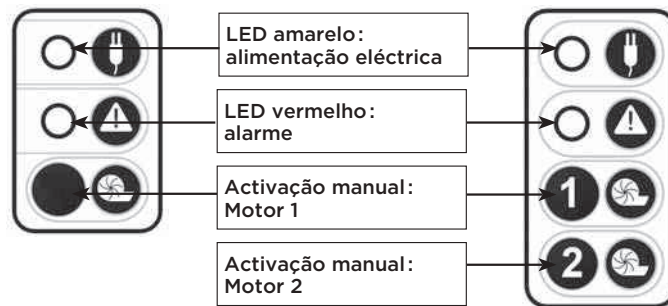 LED amarelo:
alimentação eléctrica
LED vermelho:
alarme
Activação manual:
Motor 1
1
Activação manual:
Motor 2
2